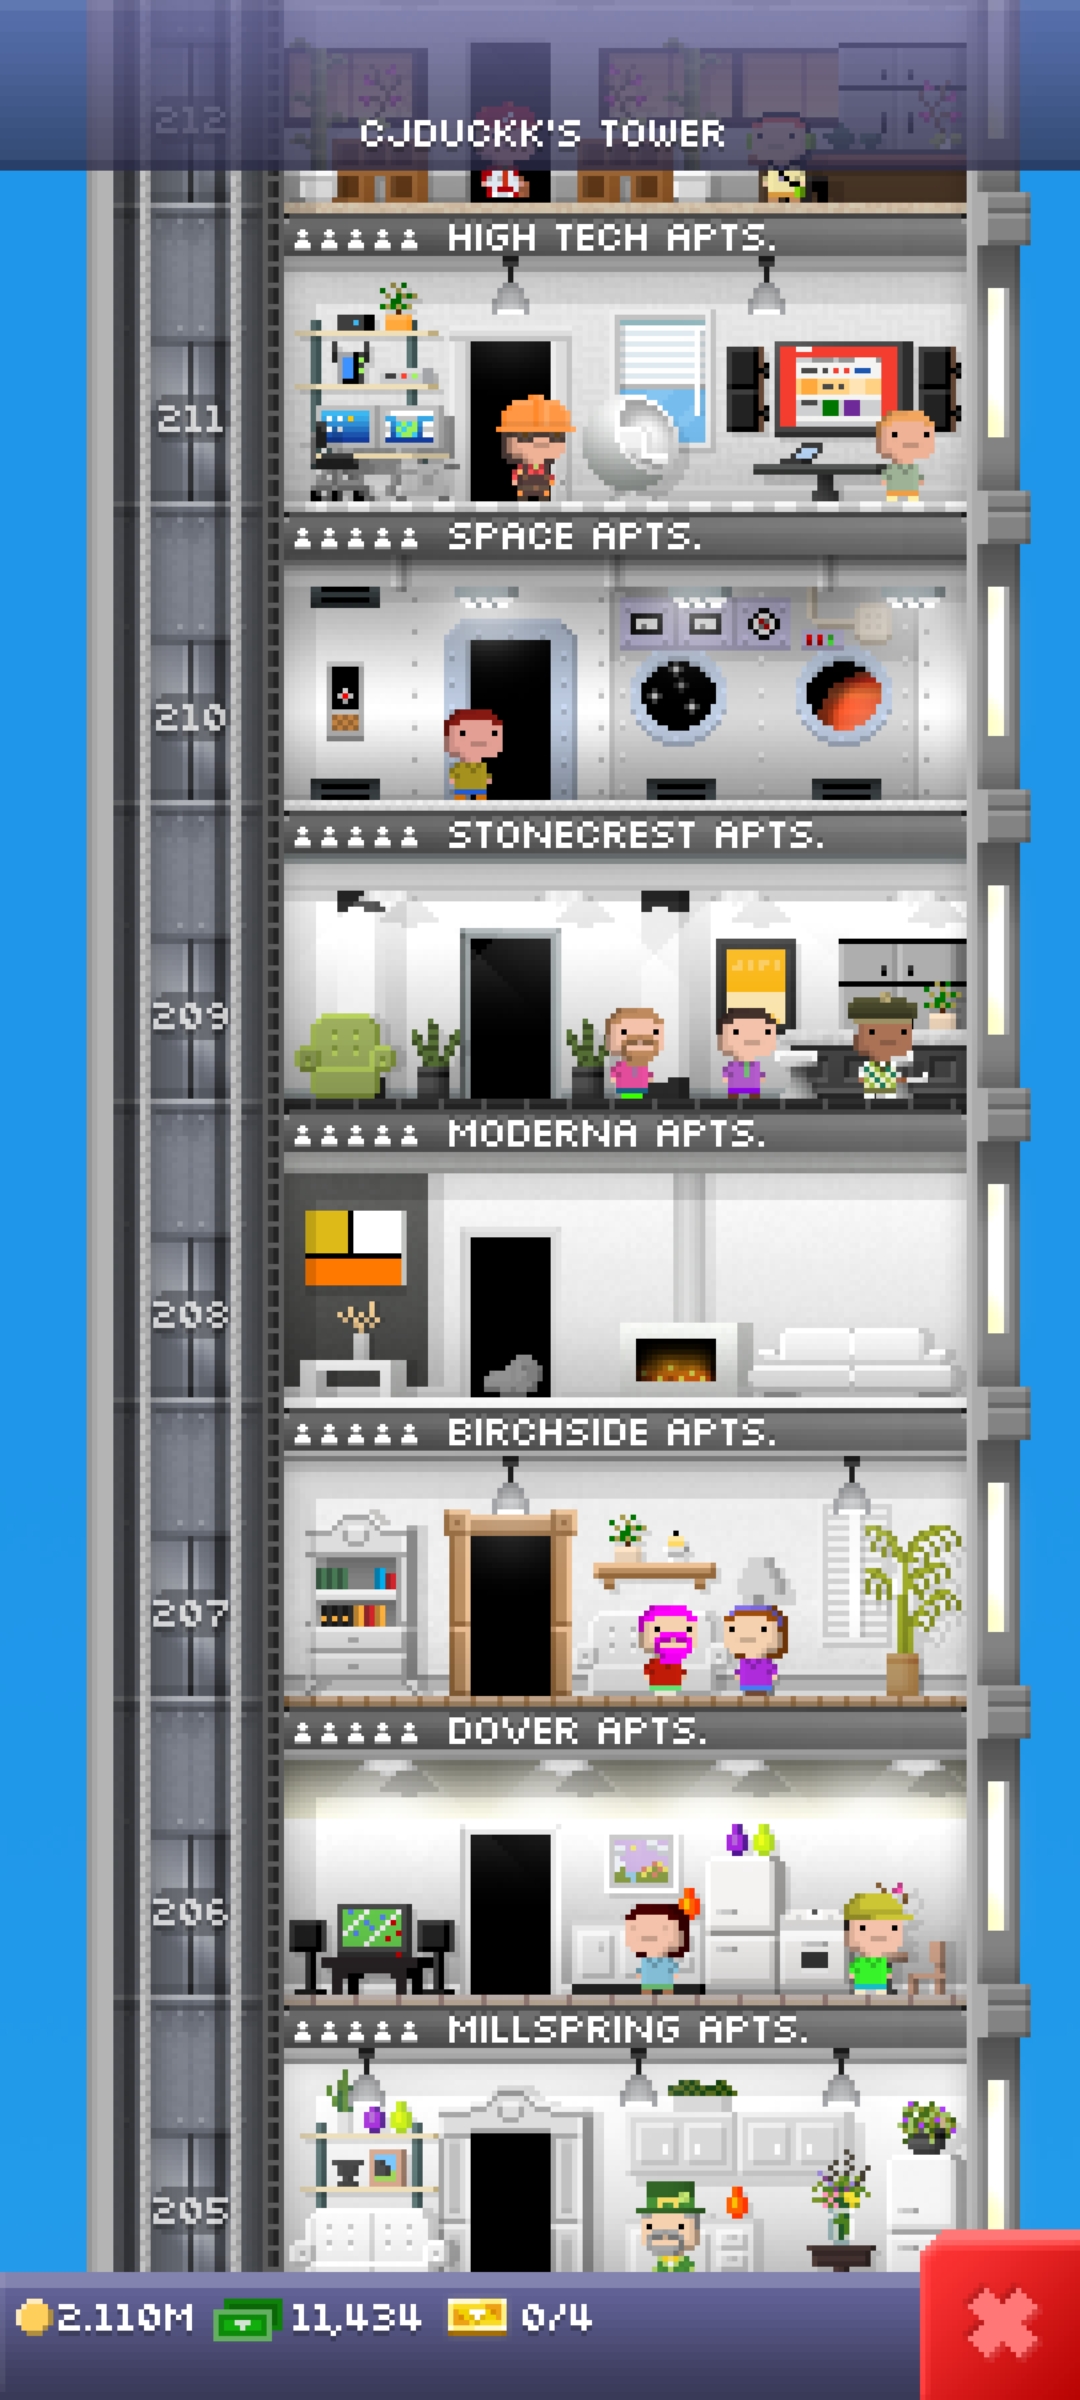 212
CJDUCKK'S TOWER
HIGH TECH APTS.
211
SPACE APTS.
210
STONECREST APTS.
209
MODERNA APTS.
208
BIRCHSIDE APTS.
207
DOVER APTS.
206
MILLSPRING APTS.
205
2.110M 11,434 0/4